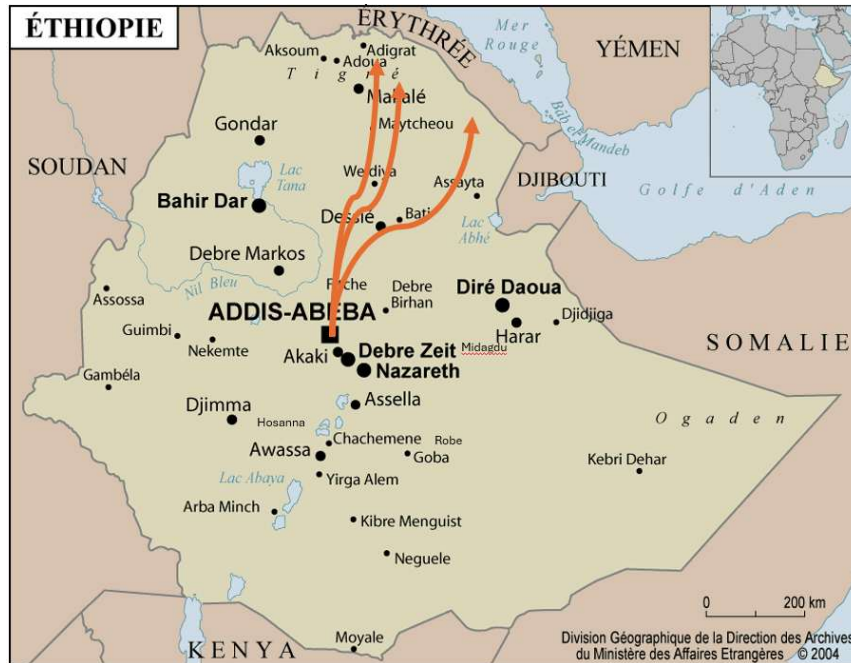 ÉTHIOPIE
ÉRYTHRÉE
Mer
Rouge
YÉMEN
Aksoum
Adigrat
Adoua
Tigré
Makalé
Maytcheou
Bâb el Mandeb
Gondar
SOUDAN
Lac
Tana
Weldiya
Assayta
DJIBOUTI
Golfe d'Aden
Bahir Dar
Dessié
Bati
Lac
Abhé
Debre Markos
Nil Bleu
Assossa
Fiche
Debre
Birhan
Diré Daoua
ADDIS-ABEBA
Guimbi
Nekemte
Harar
Djidjiga
SOMALIE
Akaki
Debre Zeit
Midagdu
Nazareth
Gambéla
Djimma
Assella
Ogaden
Hosanna
Chachemene
Robe
Awassa
Goba
Kebri Dehar
Lac Abaya
Yirga Alem
Arba Minch
Kibre Menguist
Neguele
0 200 km
KENYA
Moyale
Division Géographique de la Direction des Archives
du Ministère des Affaires Etrangères © 2004